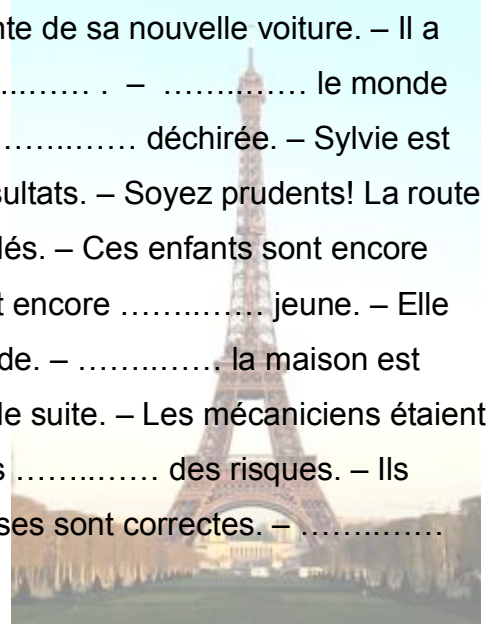 nte de sa nouvelle voiture. – Il a
...…… . – ……..…… le monde
……..…… déchirée. – Sylvie est
sultats. – Soyez prudents! La route
lés. – Ces enfants sont encore
t encore ……..…… jeune. – Elle
de. – ……..…… la maison est
le suite. – Les mécaniciens étaient
s ……..…… des risques. – Ils
ses sont correctes. – ……..……